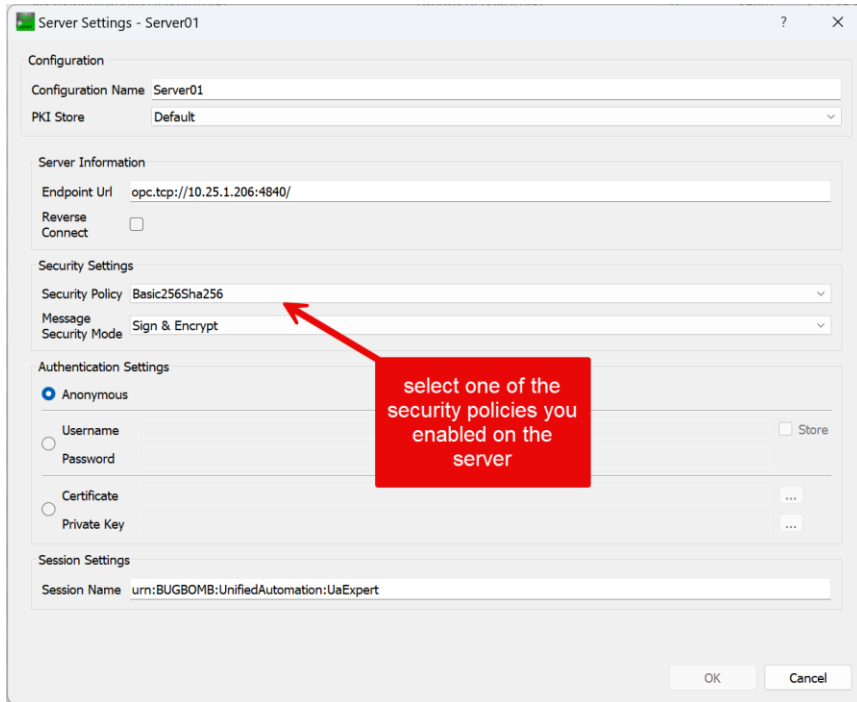 Server Settings - Server01
? X
Configuration
Configuration Name Server01
PKI Store Default
Server Information
Endpoint Url opc.tcp://10.25.1.206:4840/
Reverse
Connect
Security Settings
Security Policy Basic256Sha256
Message
Security Mode Sign & Encrypt
Authentication Settings
Anonymous
select one of the
security policies you
enabled on the
server
Username
Store
Password
Certificate ...
Private Key ...
Session Settings
Session Name urn:BUGBOMB:UnifiedAutomation:UaExpert
OK Cancel